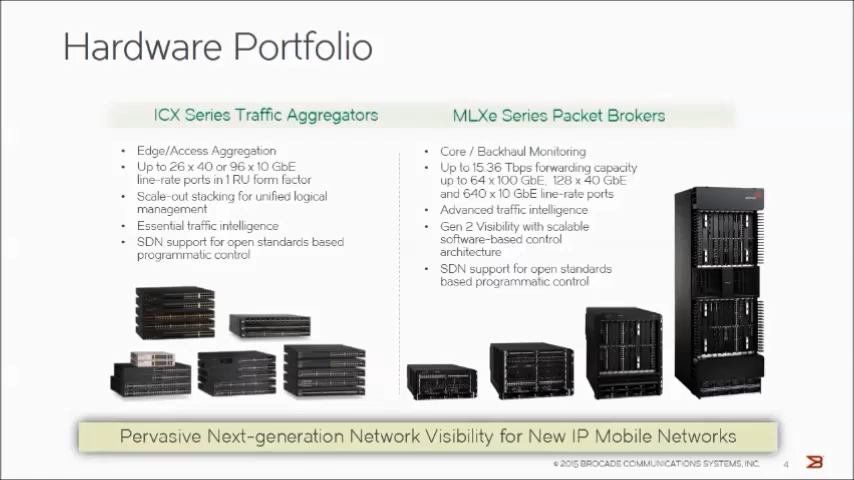 Hardware Portfolio
ICX Series Traffic Aggregators
• Edge/Access Aggregation
• Up to 26 x 40 or 96 x 10 GbE
line-rate ports in 1 RU form factor
• Scale-out stacking for unified logical
management
• Essential traffic intelligence
• SDN support for open standards based
programmatic control
MLXe Series Packet Brokers
• Core / Backhaul Monitoring
• Up to 15.36 Tbps forwarding capacity
up to 64 x 100 GbE, 128 x 40 GbE
and 640 x 10 GbE line-rate ports
• Advanced traffic intelligence
• Gen 2 Visibility with scalable
software-based control
architecture
• SDN support for open standards
based programmatic control
Pervasive Next-generation Network Visibility for New IP Mobile Networks
© 2015 BROCADE COMMUNICATIONS SYSTEMS, INC.
4